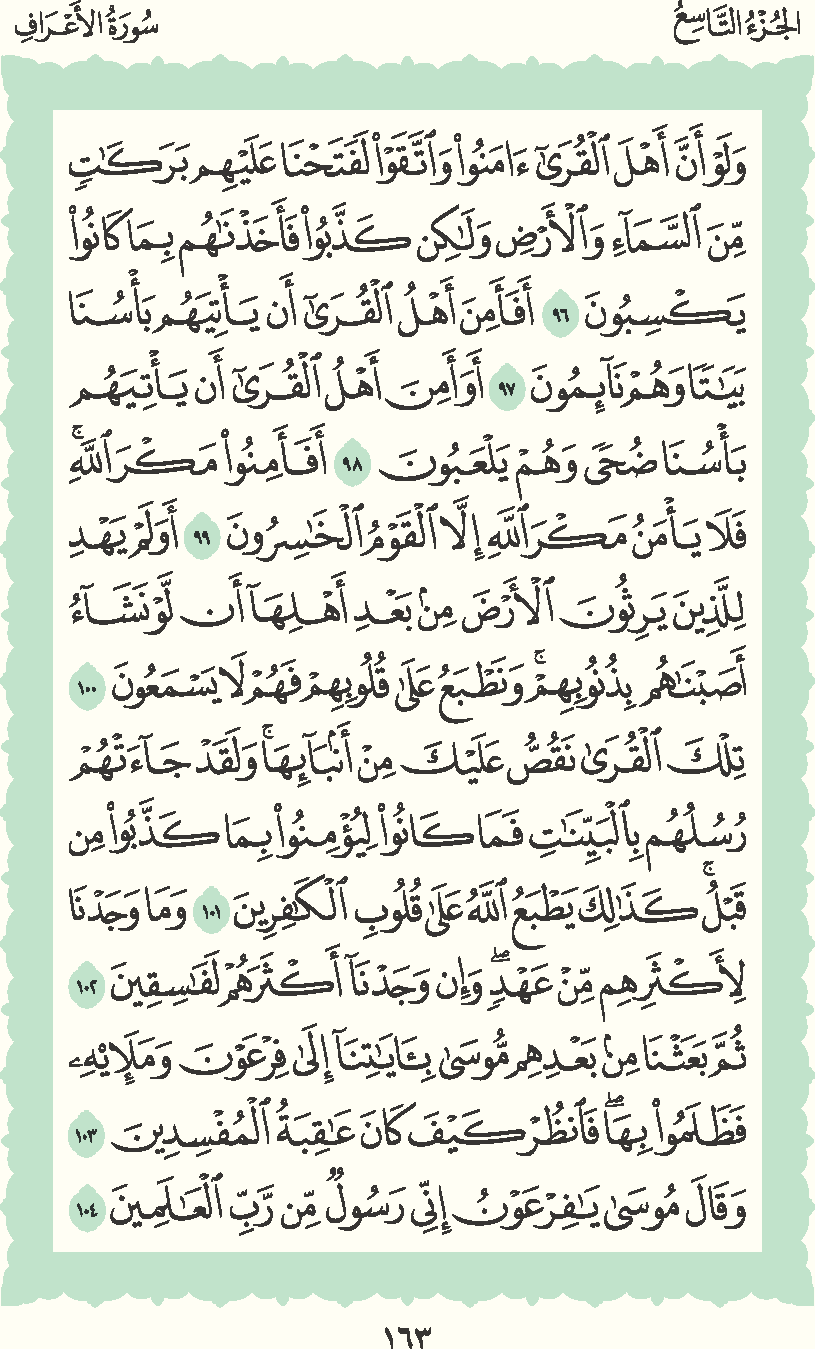 الجُزْءُ التَّاسِعُ
سُورَةُ الأَعْرَافِ
وَلَوْ أَنَّ أَهْلَ ٱلْقُرَىٰٓ ءَامَنُوا۟ وَٱتَّقَوْا۟ لَفَتَحْنَا عَلَيْهِم بَرَكَٰتٍ
مِّنَ ٱلسَّمَآءِ وَٱلْأَرْضِ وَلَٰكِن كَذَّبُوا۟ فَأَخَذْنَٰهُم بِمَا كَانُوا۟
يَكْسِبُونَ ٩٦ أَفَأَمِنَ أَهْلُ ٱلْقُرَىٰٓ أَن يَأْتِيَهُم بَأْسُنَا
بَيَٰتًا وَهُمْ نَآئِمُونَ ٩٧ أَوَأَمِنَ أَهْلُ ٱلْقُرَىٰٓ أَن يَأْتِيَهُم
بَأْسُنَا ضُحًى وَهُمْ يَلْعَبُونَ ٩٨ أَفَأَمِنُوا۟ مَكْرَ ٱللَّهِۚ
فَلَا يَأْمَنُ مَكْرَ ٱللَّهِ إِلَّا ٱلْقَوْمُ ٱلْخَٰسِرُونَ ٩٩ أَوَلَمْ يَهْدِ
لِلَّذِينَ يَرِثُونَ ٱلْأَرْضَ مِنۢ بَعْدِ أَهْلِهَآ أَن لَّوْ نَشَآءُ
أَصَبْنَٰهُم بِذُنُوبِهِمْۚ وَنَطْبَعُ عَلَىٰ قُلُوبِهِمْ فَهُمْ لَا يَسْمَعُونَ ١٠٠
تِلْكَ ٱلْقُرَىٰ نَقُصُّ عَلَيْكَ مِنْ أَنۢبَآئِهَاۚ وَلَقَدْ جَآءَتْهُمْ
رُسُلُهُم بِٱلْبَيِّنَٰتِ فَمَا كَانُوا۟ لِيُؤْمِنُوا۟ بِمَا كَذَّبُوا۟ مِن
قَبْلُۚ كَذَٰلِكَ يَطْبَعُ ٱللَّهُ عَلَىٰ قُلُوبِ ٱلْكَٰفِرِينَ ١٠١ وَمَا وَجَدْنَا
لِأَكْثَرِهِم مِّنْ عَهْدٍۖ وَإِن وَجَدْنَآ أَكْثَرَهُمْ لَفَٰسِقِينَ ١٠٢
ثُمَّ بَعَثْنَا مِنۢ بَعْدِهِم مُّوسَىٰ بِـَٔايَٰتِنَآ إِلَىٰ فِرْعَوْنَ وَمَلَإِي۟هِۦ
فَظَلَمُوا۟ بِهَاۖ فَٱنظُرْ كَيْفَ كَانَ عَٰقِبَةُ ٱلْمُفْسِدِينَ ١٠٣
وَقَالَ مُوسَىٰ يَٰفِرْعَوْنُ إِنِّي رَسُولٌ مِّن رَّبِّ ٱلْعَٰلَمِينَ ١٠٤
١٦٣